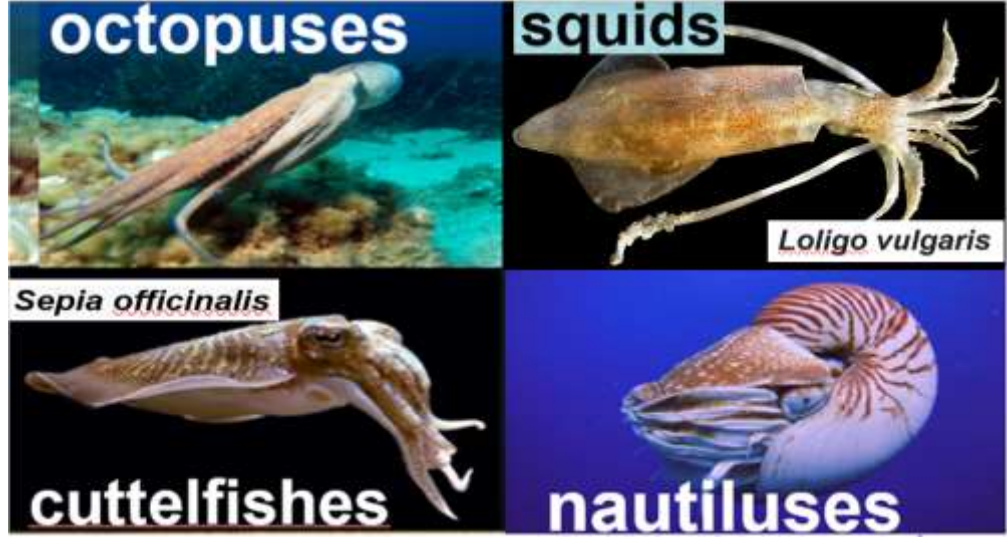 octopuses
squids
Loligo vulgaris
Sepia officinalis
cuttelfishes
nautiluses